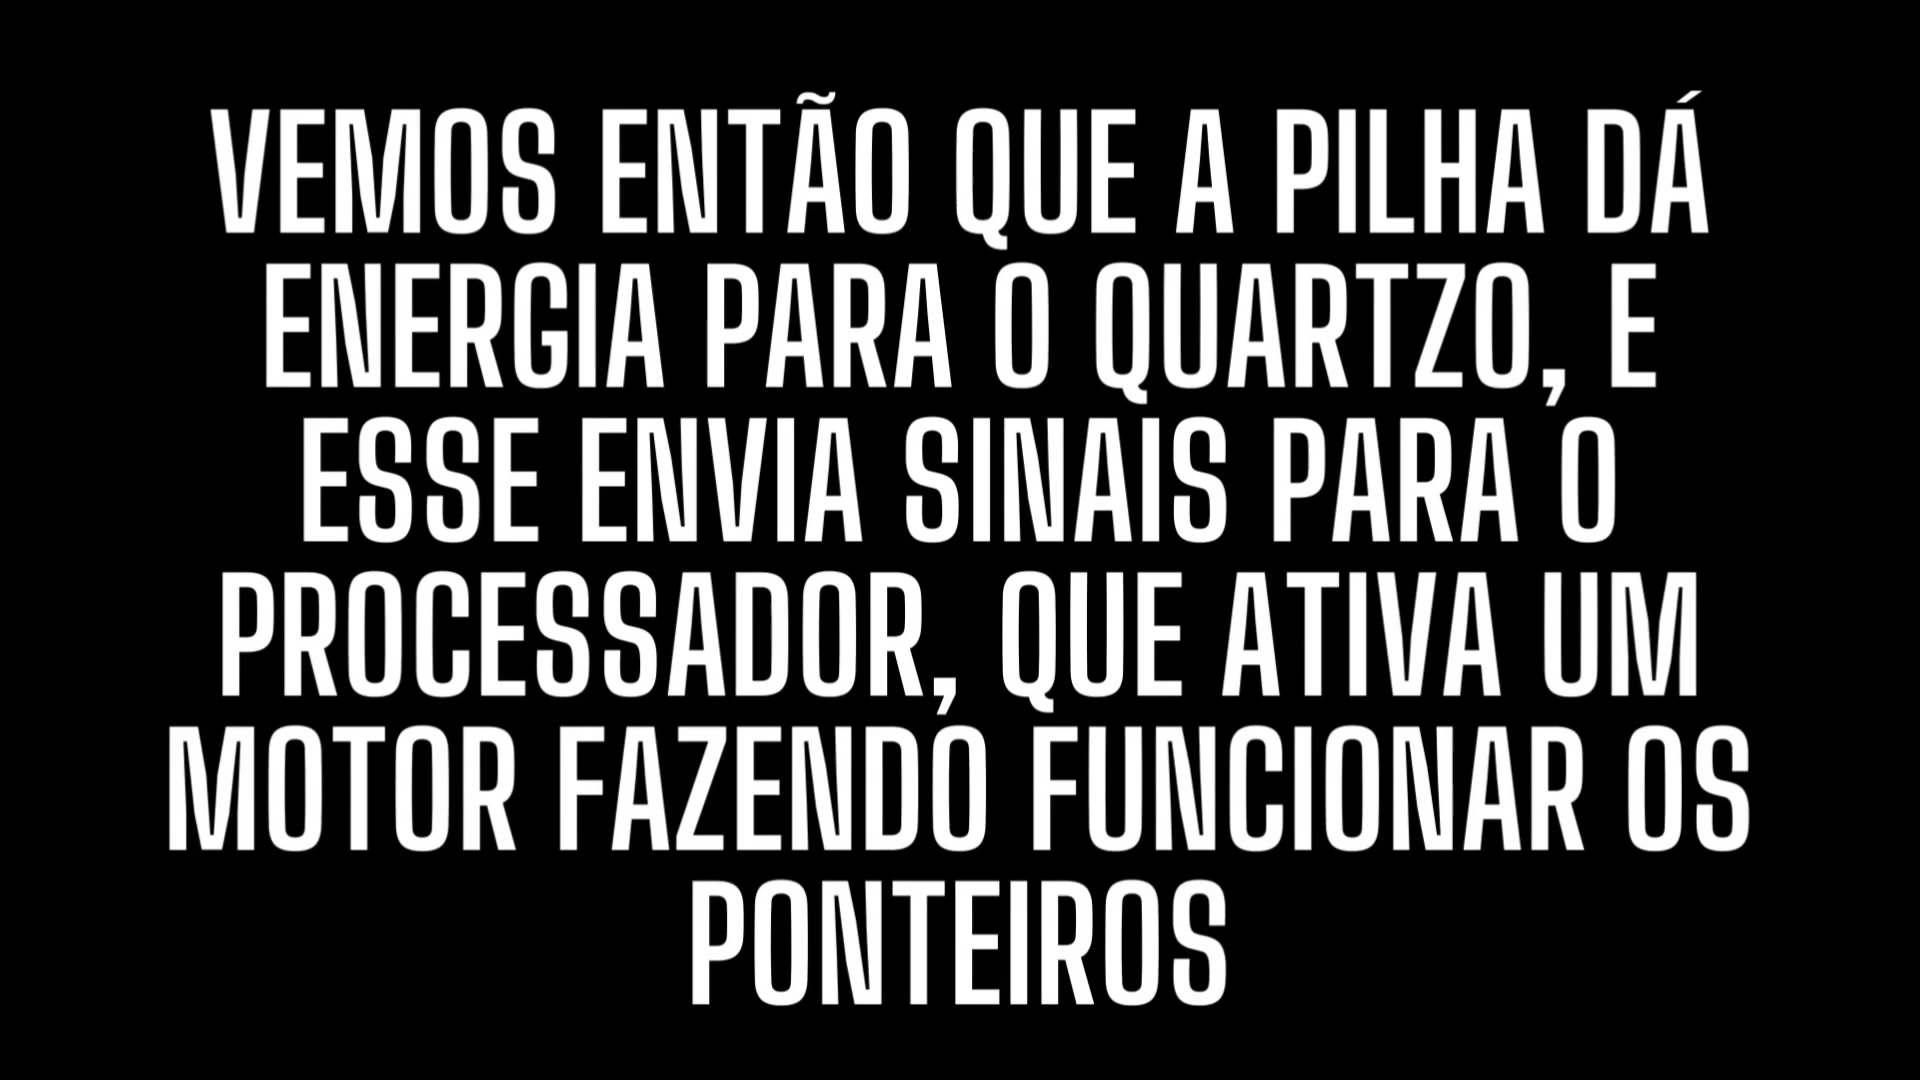 VEMOS ENTÃO QUE A PILHA DÁ
ENERGIA PARA O QUARTZO, E
ESSE ENVIA SINAIS PARA O
PROCESSADOR, QUE ATIVA UM
MOTOR FAZENDO FUNCIONAR OS
PONTEIROS